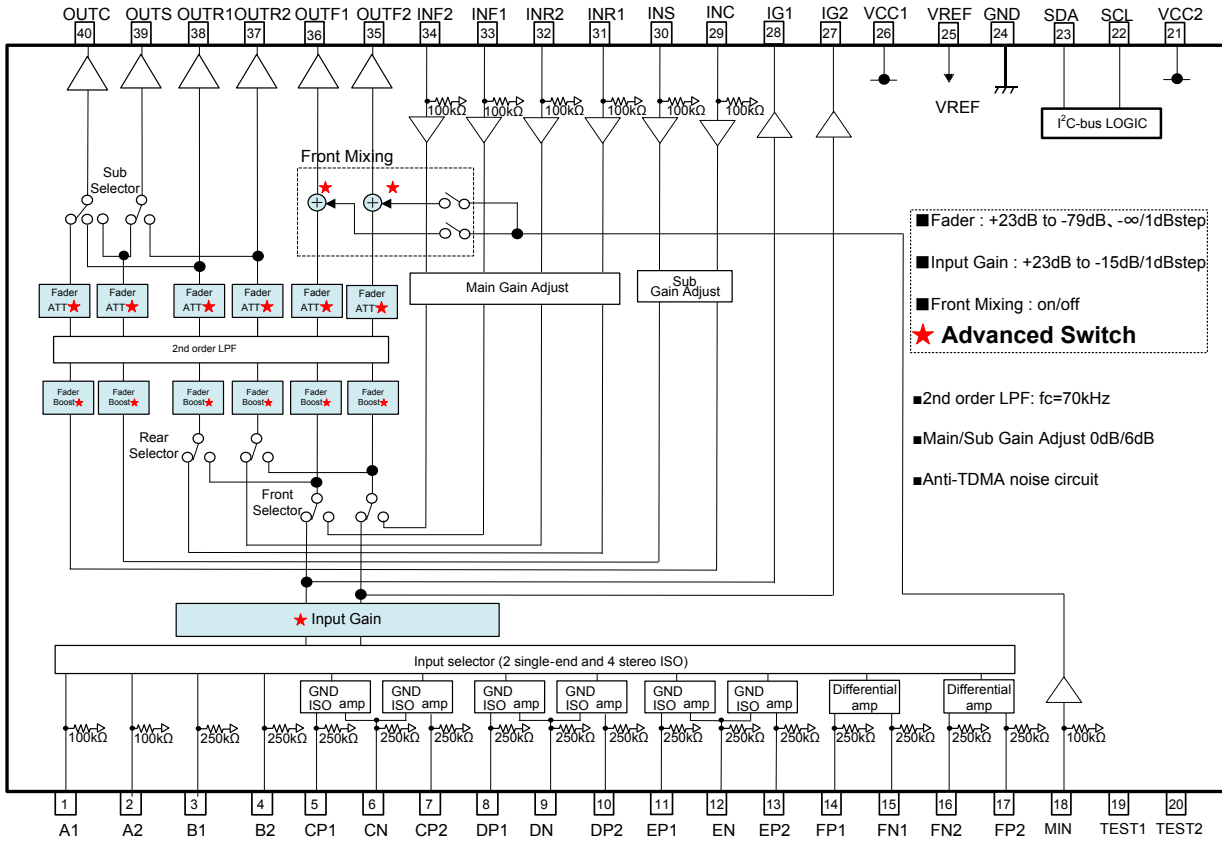 OUTC OUTS OUTR1 OUTR2 OUTF1 OUTF2 INF2 INF1 INR2 INR1 INS INC IG1 IG2 VCC1 VREF GND SDA SCL VCC2
40 39 38 37 36 35 34 33 32 31 30 29 28 27 26 25 24 23 22 21
100kΩ 100kΩ 100kΩ 100kΩ 100kΩ 100kΩ
VREF
I²C-bus LOGIC
Front Mixing
Sub
Selector
■Fader : +23dB to -79dB、-∞/1dBstep
■Input Gain : +23dB to -15dB/1dBstep
■Front Mixing : on/off
★ Advanced Switch
Main Gain Adjust
Sub
Gain Adjust
Fader
ATT★
Fader
ATT★
Fader
ATT★
Fader
ATT★
Fader
ATT★
Fader
ATT★
2nd order LPF
Fader
Boost★
Fader
Boost★
Fader
Boost★
Fader
Boost★
Fader
Boost★
Fader
Boost★
■2nd order LPF: fc=70kHz
■Main/Sub Gain Adjust 0dB/6dB
■Anti-TDMA noise circuit
Rear
Selector
Front
Selector
★ Input Gain
Input selector (2 single-end and 4 stereo ISO)
GND
ISO amp
GND
ISO amp
GND
ISO amp
GND
ISO amp
GND
ISO amp
GND
ISO amp
Differential
amp
Differential
amp
100kΩ 100kΩ 250kΩ 250kΩ 250kΩ 250kΩ 250kΩ 250kΩ 250kΩ 250kΩ 250kΩ 250kΩ 250kΩ 250kΩ 250kΩ 250kΩ 250kΩ 100kΩ
1 2 3 4 5 6 7 8 9 10 11 12 13 14 15 16 17 18 19 20
A1 A2 B1 B2 CP1 CN CP2 DP1 DN DP2 EP1 EN EP2 FP1 FN1 FN2 FP2 MIN TEST1 TEST2